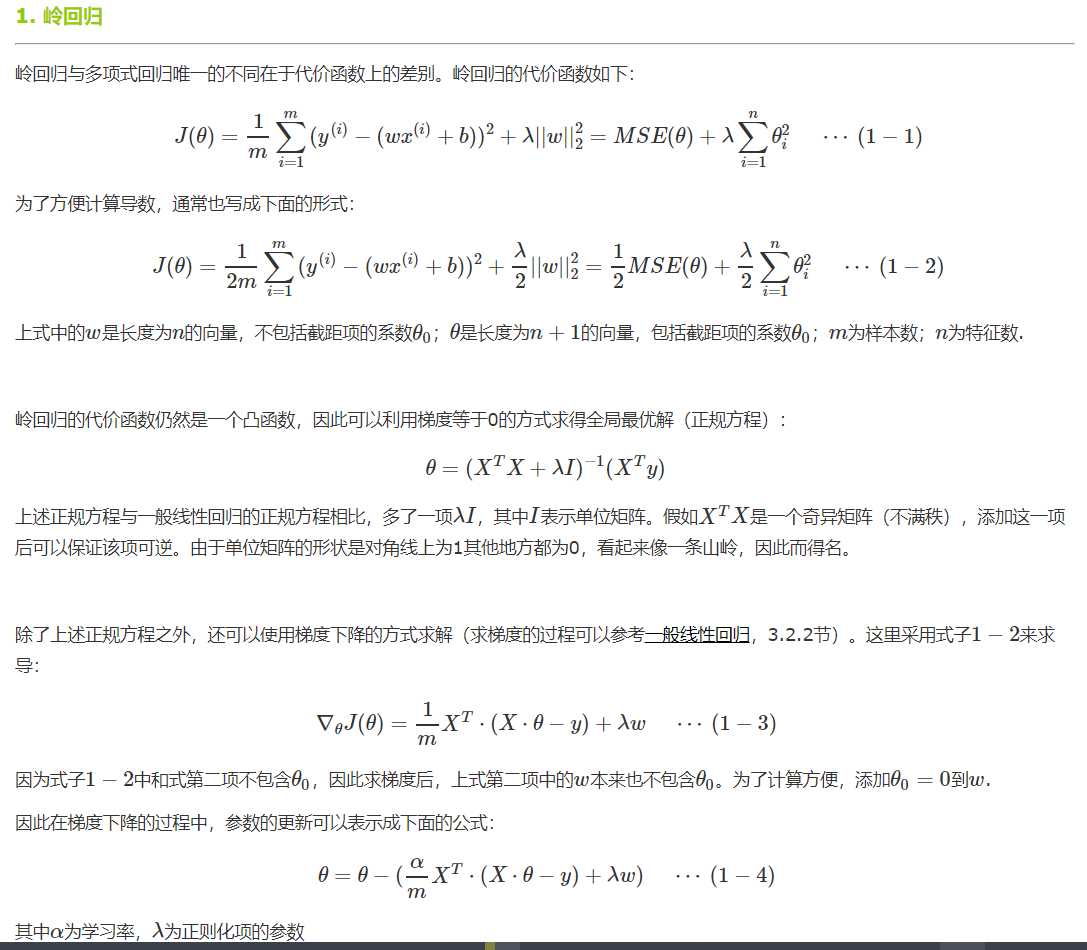 1. 岭回归
岭回归与多项式回归唯一的不同在于代价函数上的差别。岭回归的代价函数如下：
$J(\theta) = \frac{1}{m}\sum_{i=1}^{m}(y^{(i)} - (wx^{(i)} + b))^2 + \lambda||w||_2^2 = MSE(\theta) + \lambda\sum_{i=1}^{n}\theta_i^2 \quad \cdots (1-1)$
为了方便计算导数，通常也写成下面的形式：
$J(\theta) = \frac{1}{2m}\sum_{i=1}^{m}(y^{(i)} - (wx^{(i)} + b))^2 + \frac{\lambda}{2}||w||_2^2 = \frac{1}{2}MSE(\theta) + \frac{\lambda}{2}\sum_{i=1}^{n}\theta_i^2 \quad \cdots (1-2)$
上式中的$w$是长度为$n$的向量，不包括截距项的系数$\theta_0$；$\theta$是长度为$n+1$的向量，包括截距项的系数$\theta_0$；$m$为样本数；$n$为特征数.
岭回归的代价函数仍然是一个凸函数，因此可以利用梯度等于0的方式求得全局最优解（正规方程）：
$\theta = (X^T X + \lambda I)^{-1}(X^T y)$
上述正规方程与一般线性回归的正规方程相比，多了一项$\lambda I$，其中$I$表示单位矩阵。假如$X^T X$是一个奇异矩阵（不满秩），添加这一项
后可以保证该项可逆。由于单位矩阵的形状是对角线上为1其他地方都为0，看起来像一条山岭，因此而得名。
除了上述正规方程之外，还可以使用梯度下降的方式求解（求梯度的过程可以参考一般线性回归，3.2.2节）。这里采用式子$1-2$来求
导：
$\nabla_\theta J(\theta) = \frac{1}{m}X^T \cdot (X \cdot \theta - y) + \lambda w \quad \cdots (1-3)$
因为式子$1-2$中和式第二项不包含$\theta_0$，因此求梯度后，上式第二项中的$w$本来也不包含$\theta_0$。为了计算方便，添加$\theta_0 = 0$到$w$.
因此在梯度下降的过程中，参数的更新可以表示成下面的公式：
$\theta = \theta - (\frac{\alpha}{m}X^T \cdot (X \cdot \theta - y) + \lambda w) \quad \cdots (1-4)$
其中$\alpha$为学习率，$\lambda$为正则化项的参数